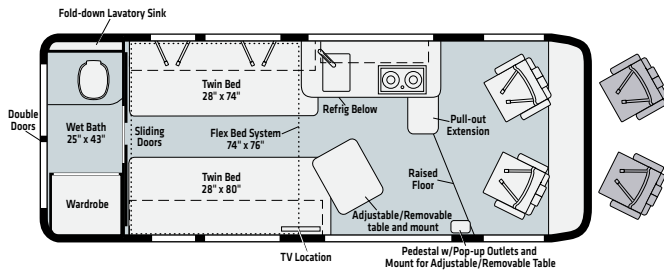 Fold-down Lavatory Sink
Double
Doors
Wet Bath
25" x 43"
Wardrobe
Sliding
Doors
Twin Bed
28" x 74"
Flex Bed System
74" x 76"
Twin Bed
28" x 80"
Refrig Below
Pull-out
Extension
Raised
Floor
Adjustable/Removable
table and mount
TV Location
Pedestal w/Pop-up Outlets and
Mount for Adjustable/Removable Table